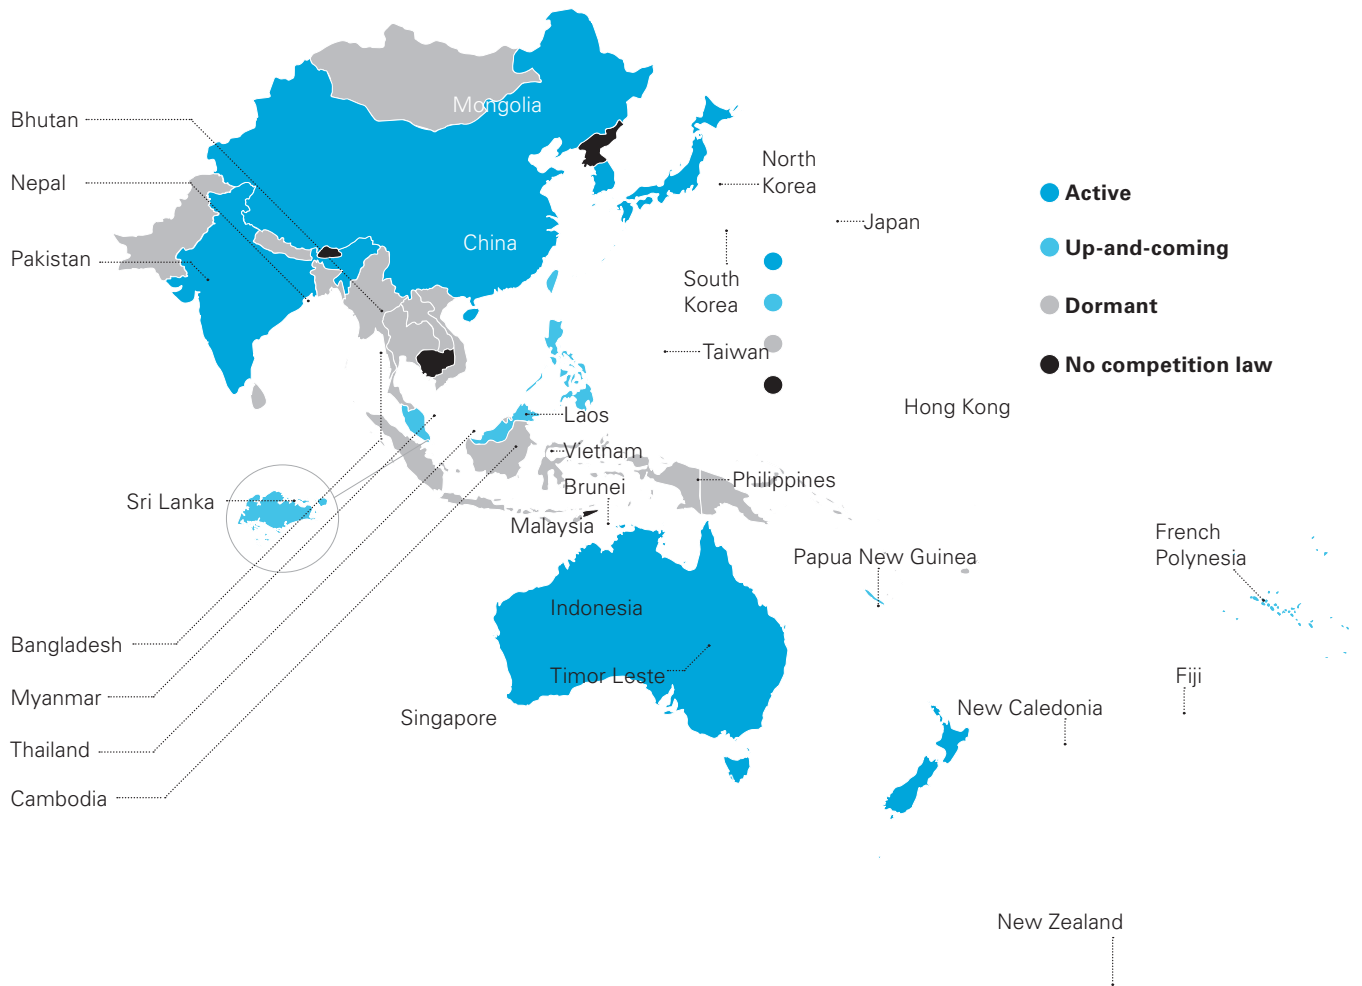 Mongolia
Bhutan
North
Korea
Nepal
Active
Japan
China
Up-and-coming
Pakistan
South
Korea
Dormant
Taiwan
No competition law
Hong Kong
Laos
Vietnam
Philippines
Brunei
Sri Lanka
Malaysia
French
Polynesia
Papua New Guinea
Indonesia
Bangladesh
Timor Leste
Fiji
Myanmar
New Caledonia
Singapore
Thailand
Cambodia
New Zealand